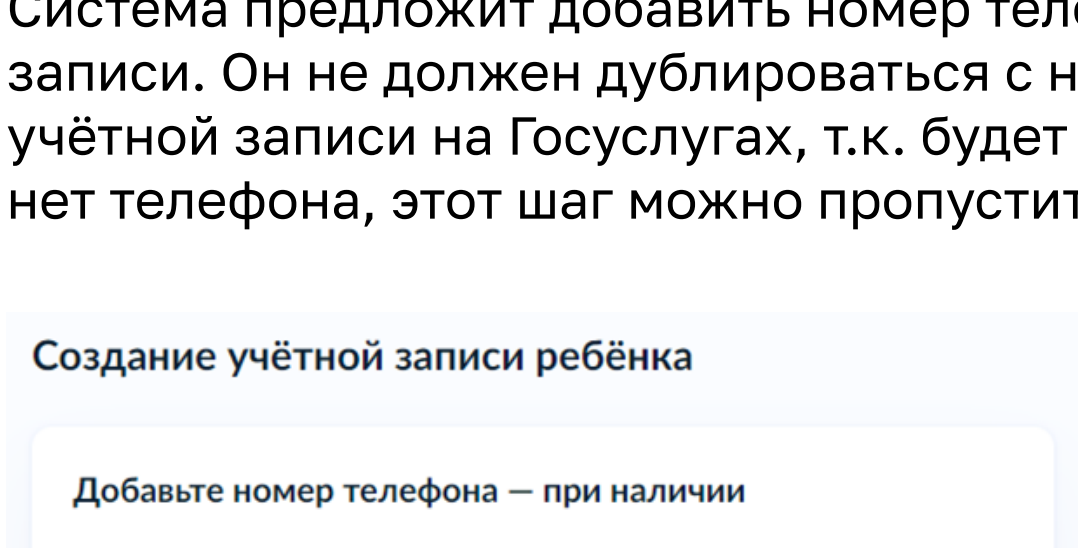 Система предложит добавить номер
записи. Он не должен дублироваться с
учётной записи на Госуслугах, т.к. будет
нет телефона, этот шаг можно
Создание учётной записи ребёнка
Добавьте номер телефона — при наличии